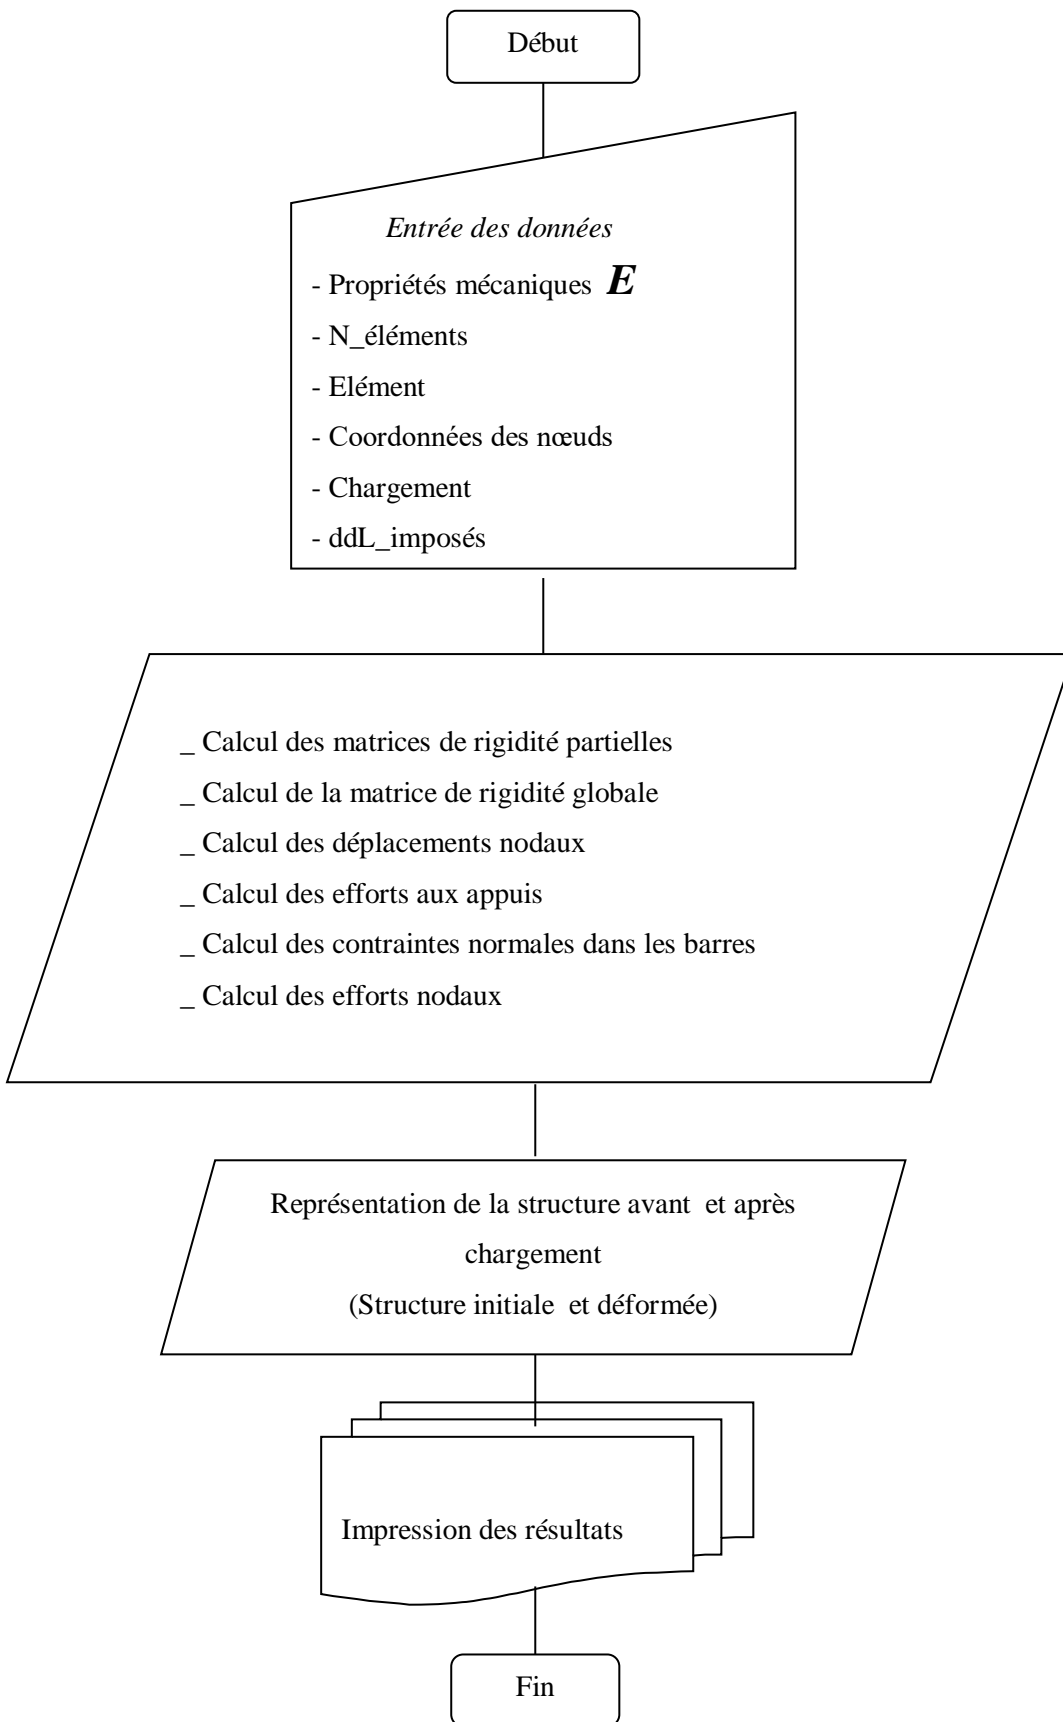 Début
Entrée des données
- Propriétés mécaniques E
- N_éléments
- Elément
- Coordonnées des nœuds
- Chargement
- ddL_imposés
_ Calcul des matrices de rigidité partielles
_ Calcul de la matrice de rigidité globale
_ Calcul des déplacements nodaux
_ Calcul des efforts aux appuis
_ Calcul des contraintes normales dans les barres
_ Calcul des efforts nodaux
Représentation de la structure avant et après
chargement
(Structure initiale et déformée)
Impression des résultats
Fin